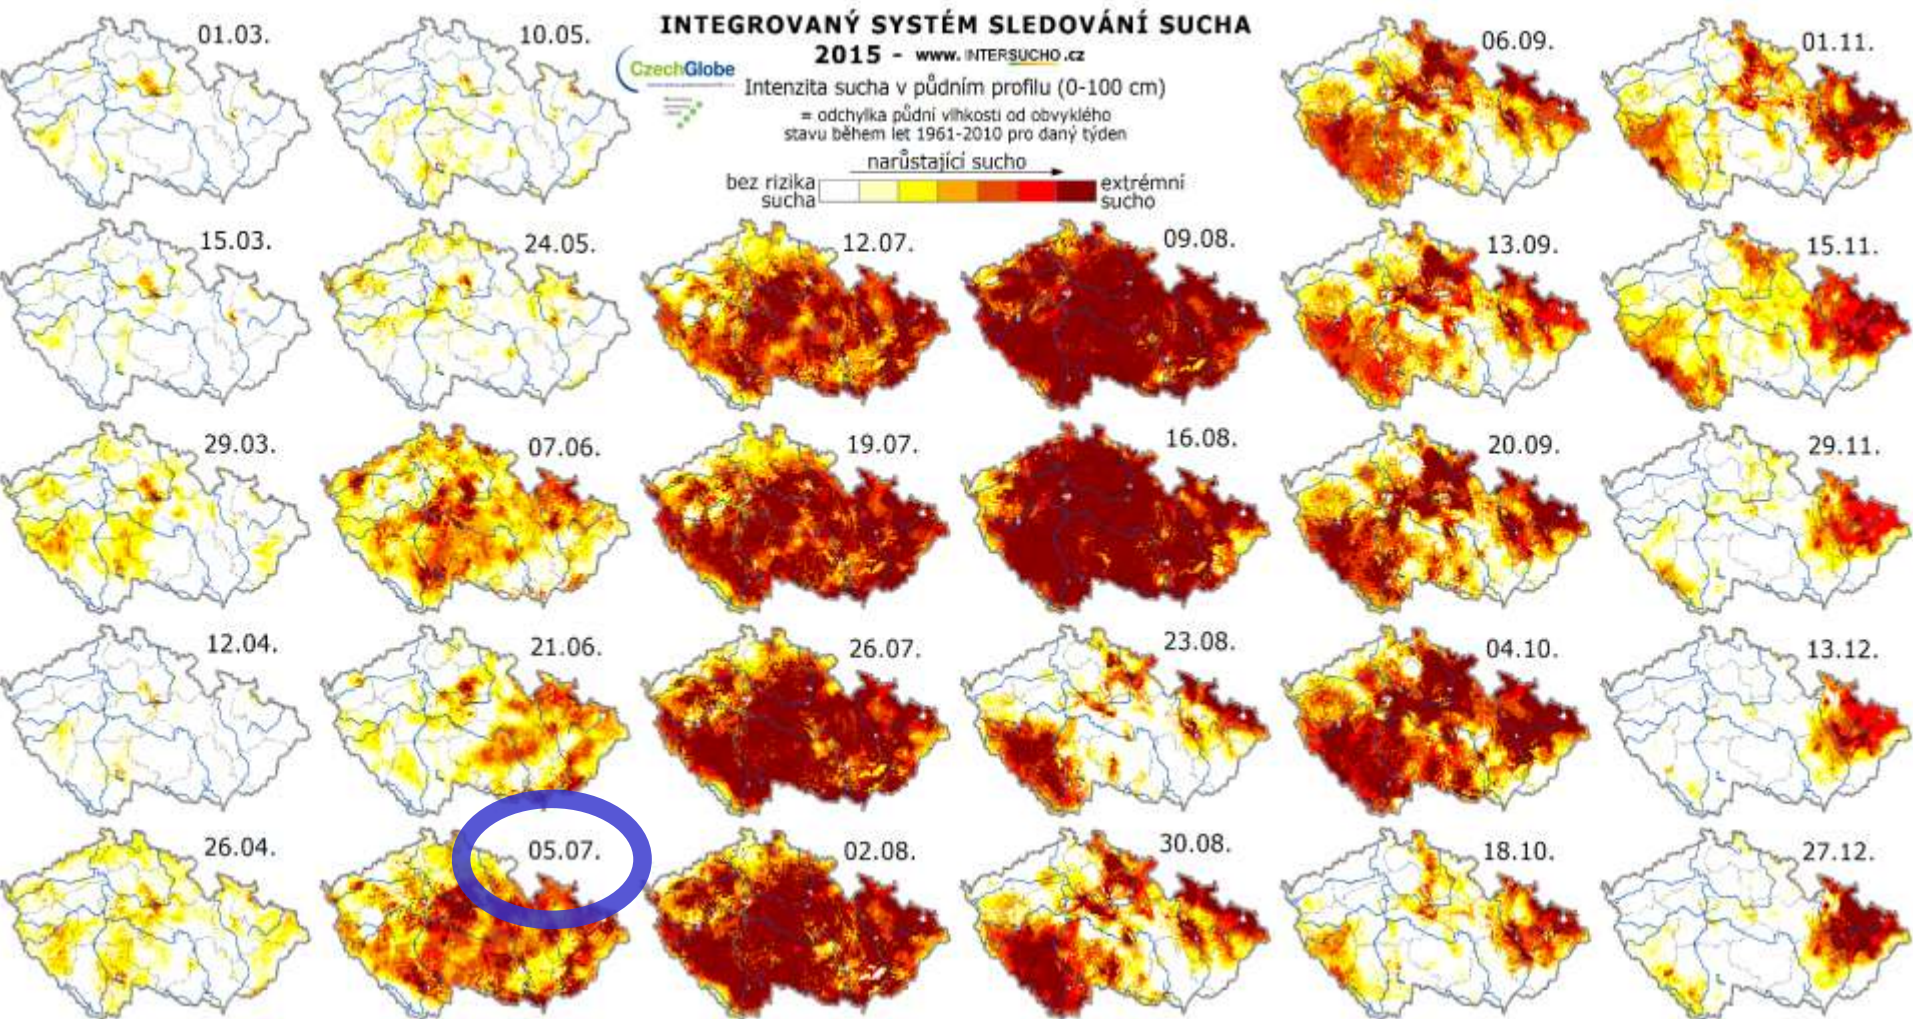 INTEGROVANÝ SYSTÉM SLEDOVÁNÍ SUCHA
2015 - www.INTERSUCHO.cz
CzechGlobe
Intenzita sucha v půdním profilu (0-100 cm)
= odchylka půdní vlhkosti od obvyklého
stavu během let 1961-2010 pro daný týden
narůstající sucho
bez rizika
sucha
extrémní
sucho
01.03.
10.05.
06.09.
01.11.
15.03.
24.05.
12.07.
09.08.
13.09.
15.11.
29.03.
07.06.
19.07.
16.08.
20.09.
29.11.
12.04.
21.06.
26.07.
23.08.
04.10.
13.12.
26.04.
05.07.
02.08.
30.08.
18.10.
27.12.